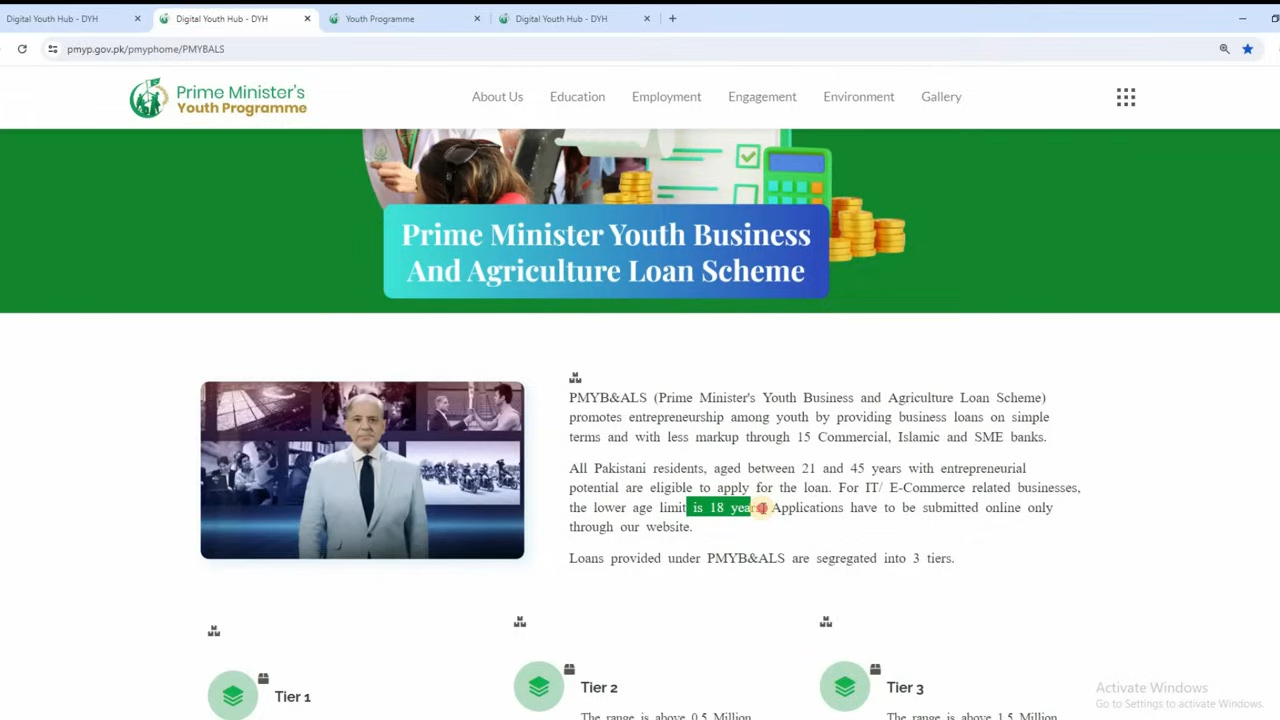 Digital Youth Hub - DYH
Digital Youth Hub - DYH
Youth Programme
Digital Youth Hub - DYH
pmyp.gov.pk/pmyphome/PMYBALS
Prime Minister's
Youth Programme
About Us
Education
Employment
Engagement
Environment
Gallery
Prime Minister Youth Business
And Agriculture Loan Scheme
PMYB&ALS (Prime Minister's Youth Business and Agriculture Loan Scheme)
promotes entrepreneurship among youth by providing business loans on simple
terms and with less markup through 15 Commercial, Islamic and SME banks.
All Pakistani residents, aged between 21 and 45 years with entrepreneurial
potential are eligible to apply for the loan. For IT/ E-Commerce related businesses,
the lower age limit is 18 years. Applications have to be submitted online only
through our website.
Loans provided under PMYB&ALS are segregated into 3 tiers.
Tier 1
Tier 2
Tier 3
The range is above 0.5 Million
The range is above 1.5 Million
Activate Windows
Go to Settings to activate Windows.